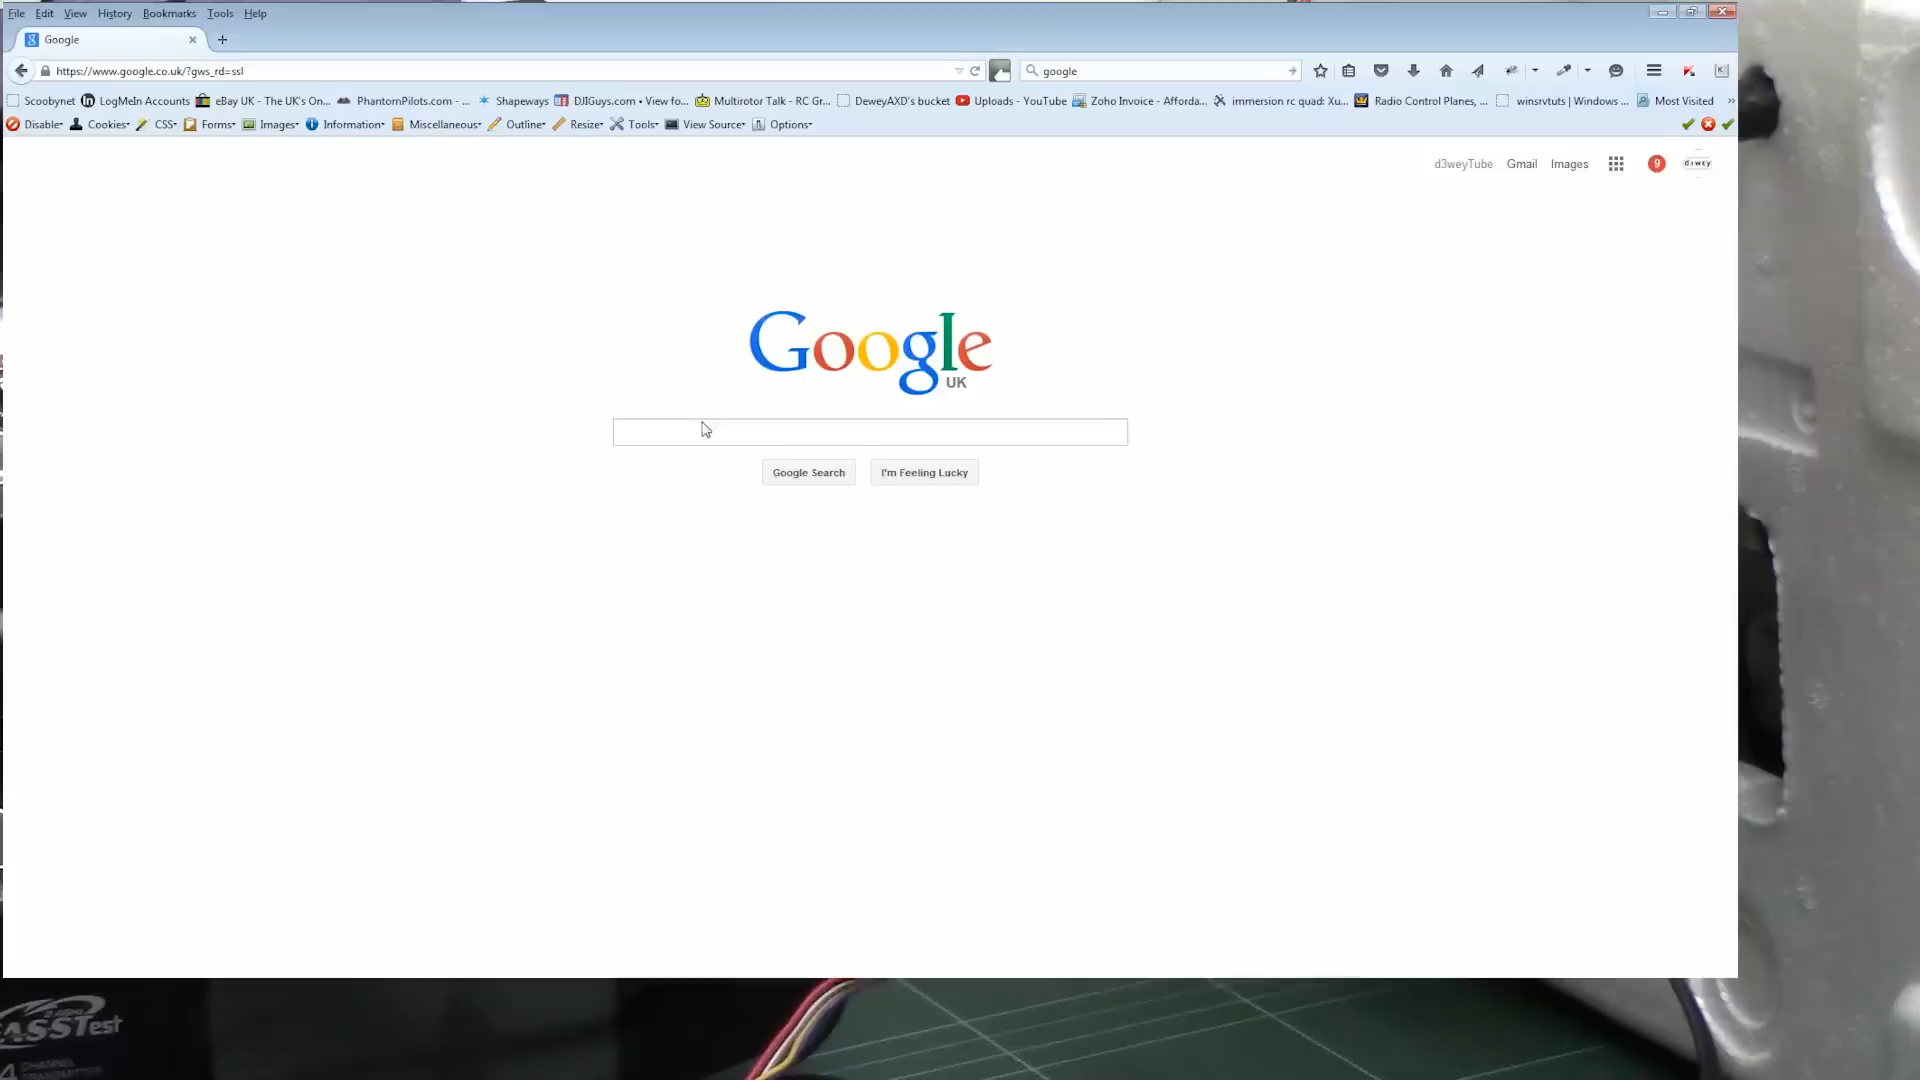 File Edit View History Bookmarks Tools Help
Google
https://www.google.co.uk/?gws_rd=ssl
google
Scoobynet LogMeIn Accounts eBay UK - The UK's On... PhantomPilots.com - ... Shapeways DJIGuys.com • View fo... Multirotor Talk - RC Gr... DeweyAXD's bucket Uploads - YouTube Zoho Invoice - Afforda... immersion rc quad: Xu... Radio Control Planes, ... winsrvtuts | Windows ... Most Visited »
Disable Cookies CSS Forms Images Information Miscellaneous Outline Resize Tools View Source Options
d3weyTube Gmail Images 9 diwey
Google
UK
Google Search I'm Feeling Lucky
ASSTest
4 CHANNEL